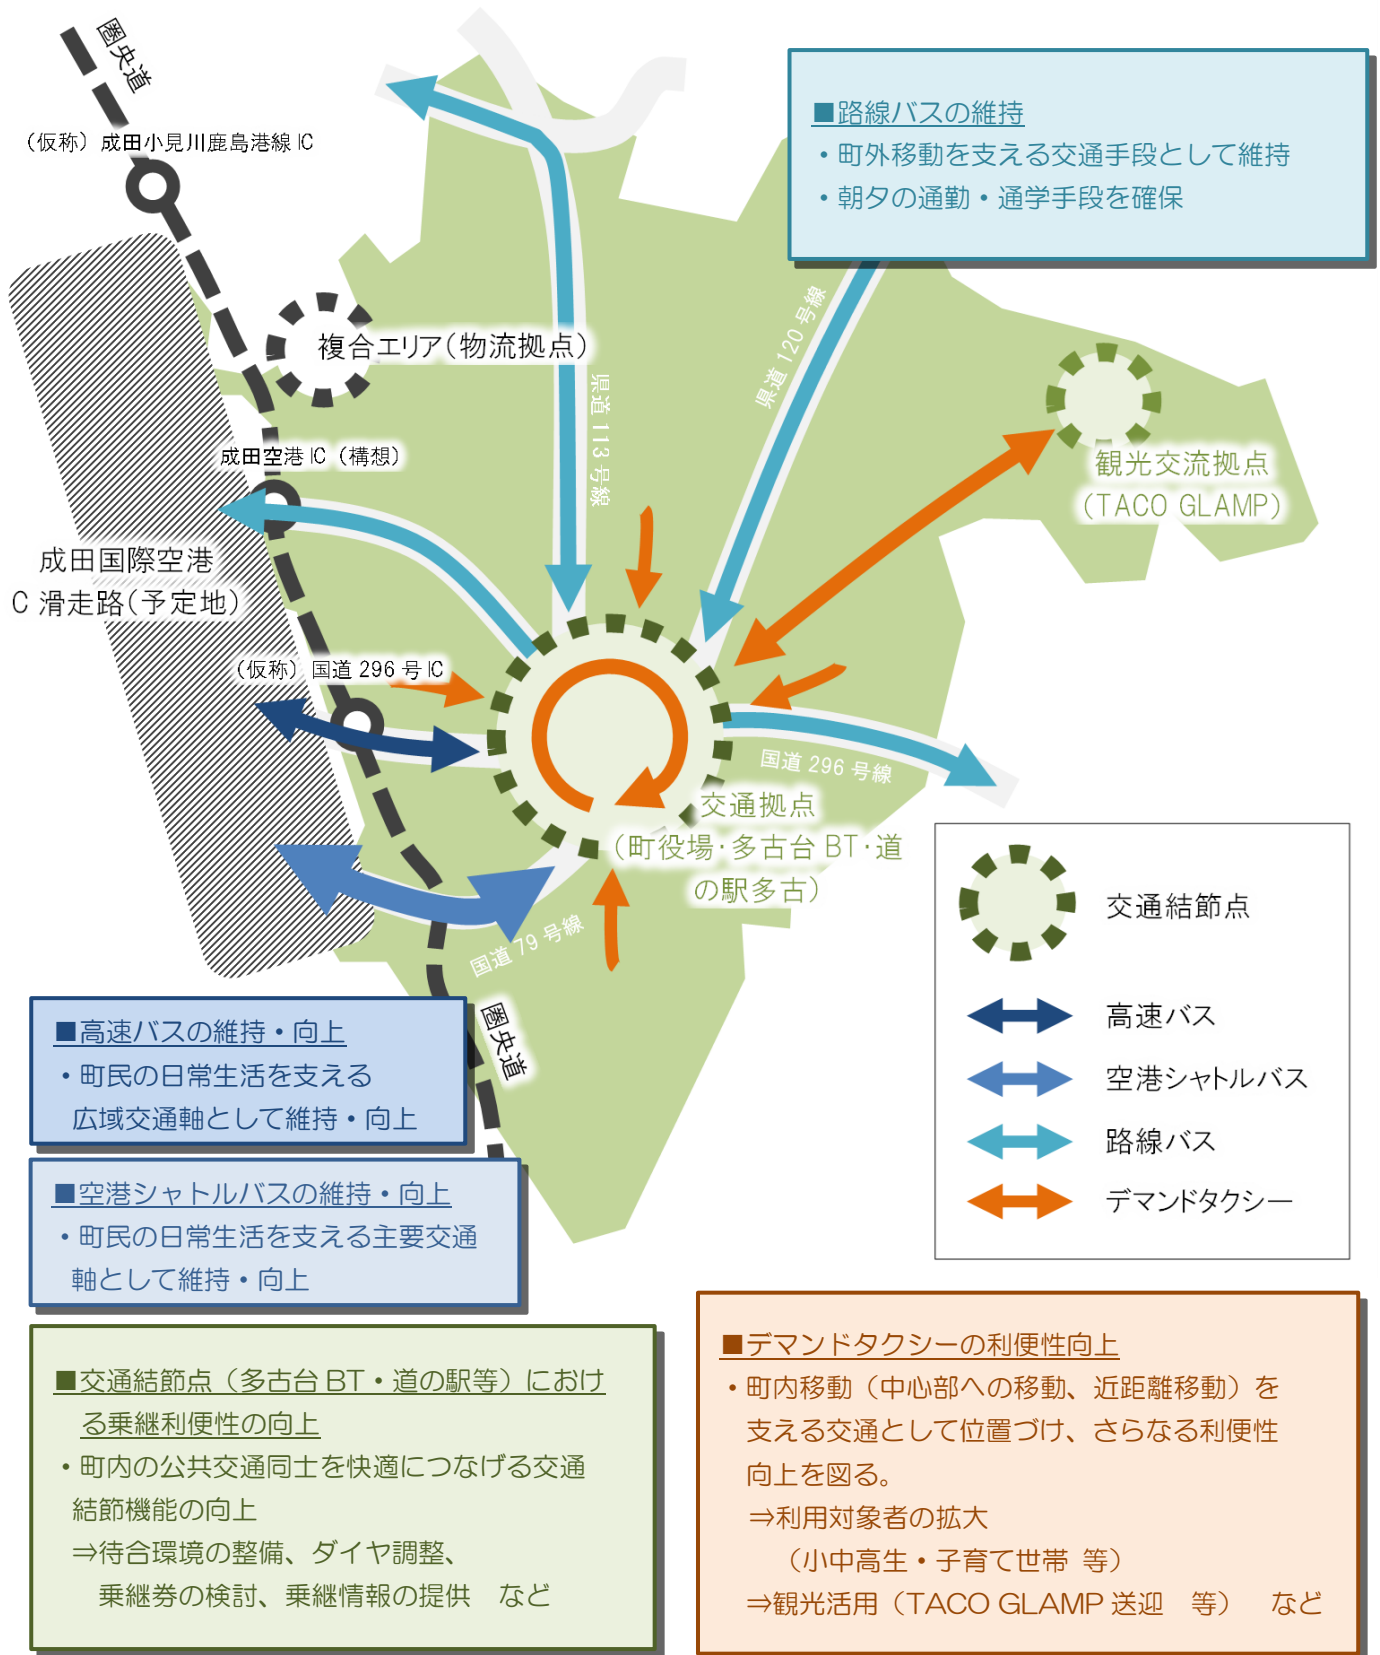 圏央道
（仮称）成田小見川鹿島港線 IC
■路線バスの維持
・町外移動を支える交通手段として維持
・朝夕の通勤・通学手段を確保
複合エリア（物流拠点）
県道 113 号線
県道 120 号線
成田空港 IC（構想）
観光交流拠点
（TACO GLAMP）
成田国際空港
C 滑走路（予定地）
（仮称）国道 296 号 IC
国道 296 号線
交通拠点
（町役場・多古台 BT・道
の駅多古）
国道 79 号線
圏央道
交通結節点
高速バス
空港シャトルバス
路線バス
デマンドタクシー
■高速バスの維持・向上
・町民の日常生活を支える
広域交通軸として維持・向上
■空港シャトルバスの維持・向上
・町民の日常生活を支える主要交通
軸として維持・向上
■交通結節点（多古台 BT・道の駅等）におけ
る乗継利便性の向上
・町内の公共交通同士を快適につなげる交通
結節機能の向上
⇒待合環境の整備、ダイヤ調整、
乗継券の検討、乗継情報の提供　など
■デマンドタクシーの利便性向上
・町内移動（中心部への移動、近距離移動）を
支える交通として位置づけ、さらなる利便性
向上を図る。
⇒利用対象者の拡大
（小中高生・子育て世帯 等）
⇒観光活用（TACO GLAMP 送迎　等）　など